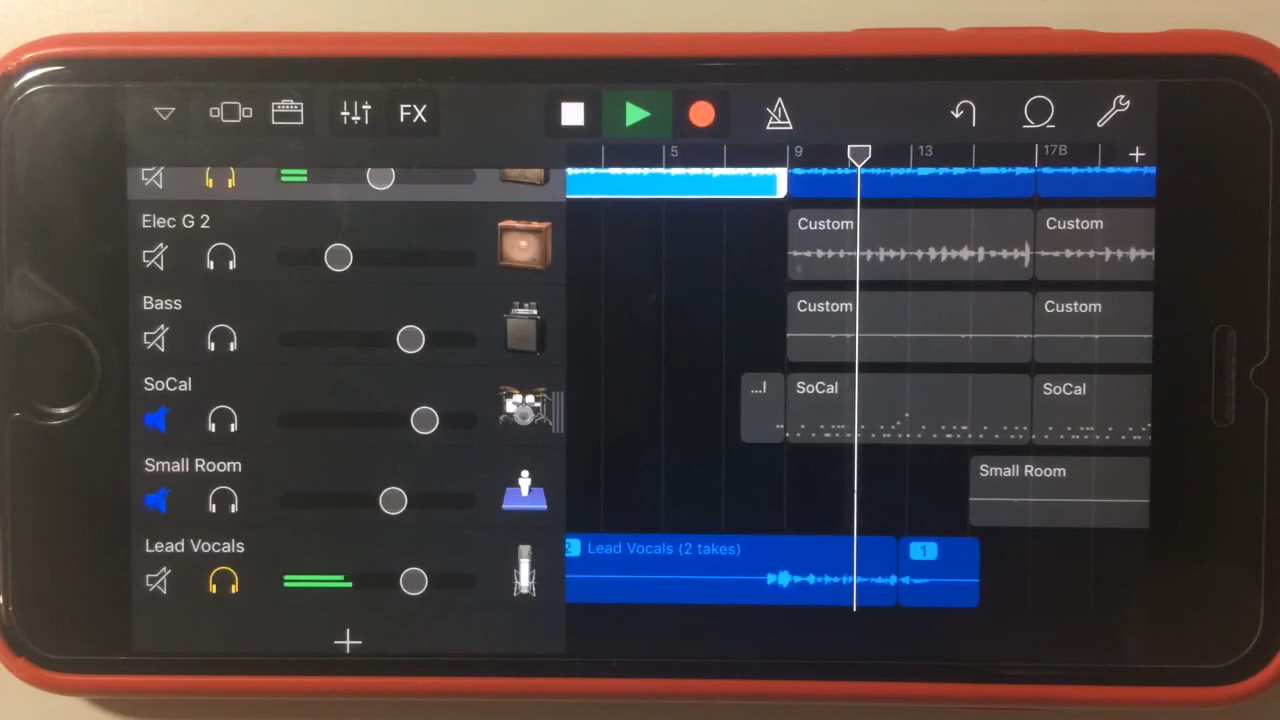 FX
5 9 13 17B
Elec G 2
Custom Custom
Bass
Custom Custom
SoCal
...l SoCal SoCal
Small Room
Small Room
Lead Vocals
2 Lead Vocals (2 takes) 1